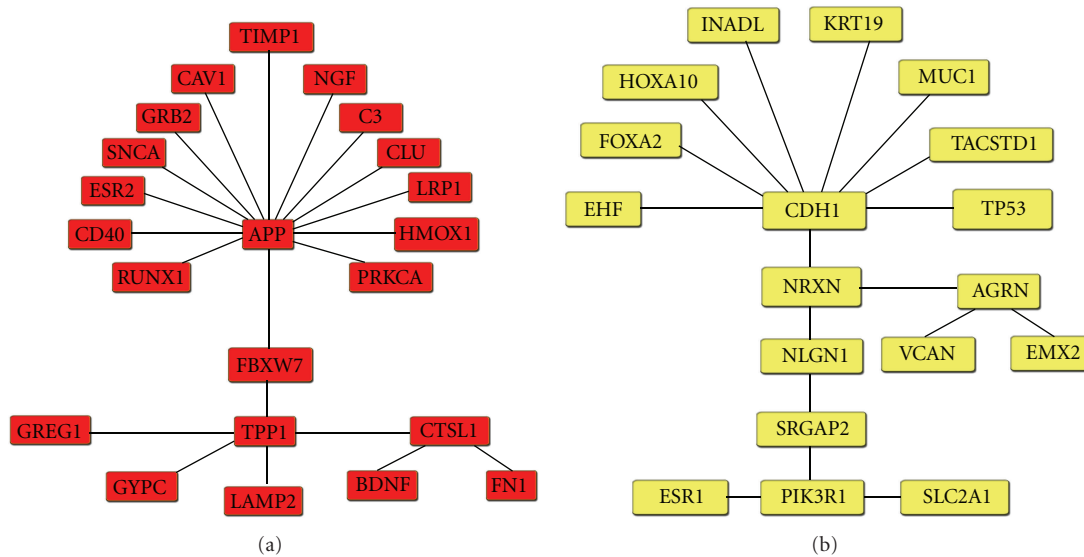 TIMP1
CAV1
NGF
GRB2
C3
SNCA
CLU
ESR2
LRP1
CD40
APP
HMOX1
RUNX1
PRKCA
FBXW7
GREG1
TPP1
CTSL1
GYPC
LAMP2
BDNF
FN1
(a)
INADL
KRT19
HOXA10
MUC1
FOXA2
TACSTD1
EHF
CDH1
TP53
NRXN
AGRN
NLGN1
VCAN
EMX2
SRGAP2
ESR1
PIK3R1
SLC2A1
(b)